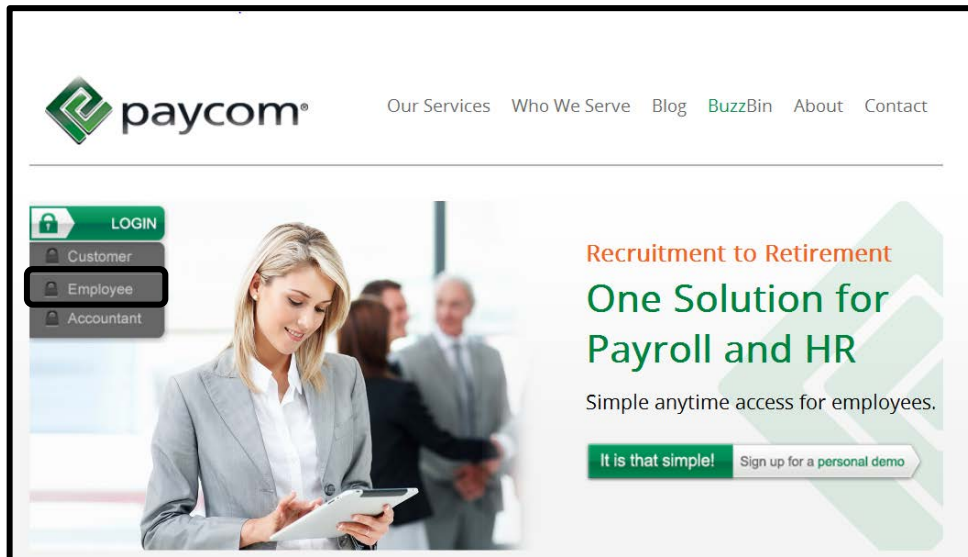 paycom®
Our Services Who We Serve Blog BuzzBin About Contact
LOGIN
Customer
Employee
Accountant
Recruitment to Retirement
One Solution for
Payroll and HR
Simple anytime access for employees.
It is that simple! Sign up for a personal demo